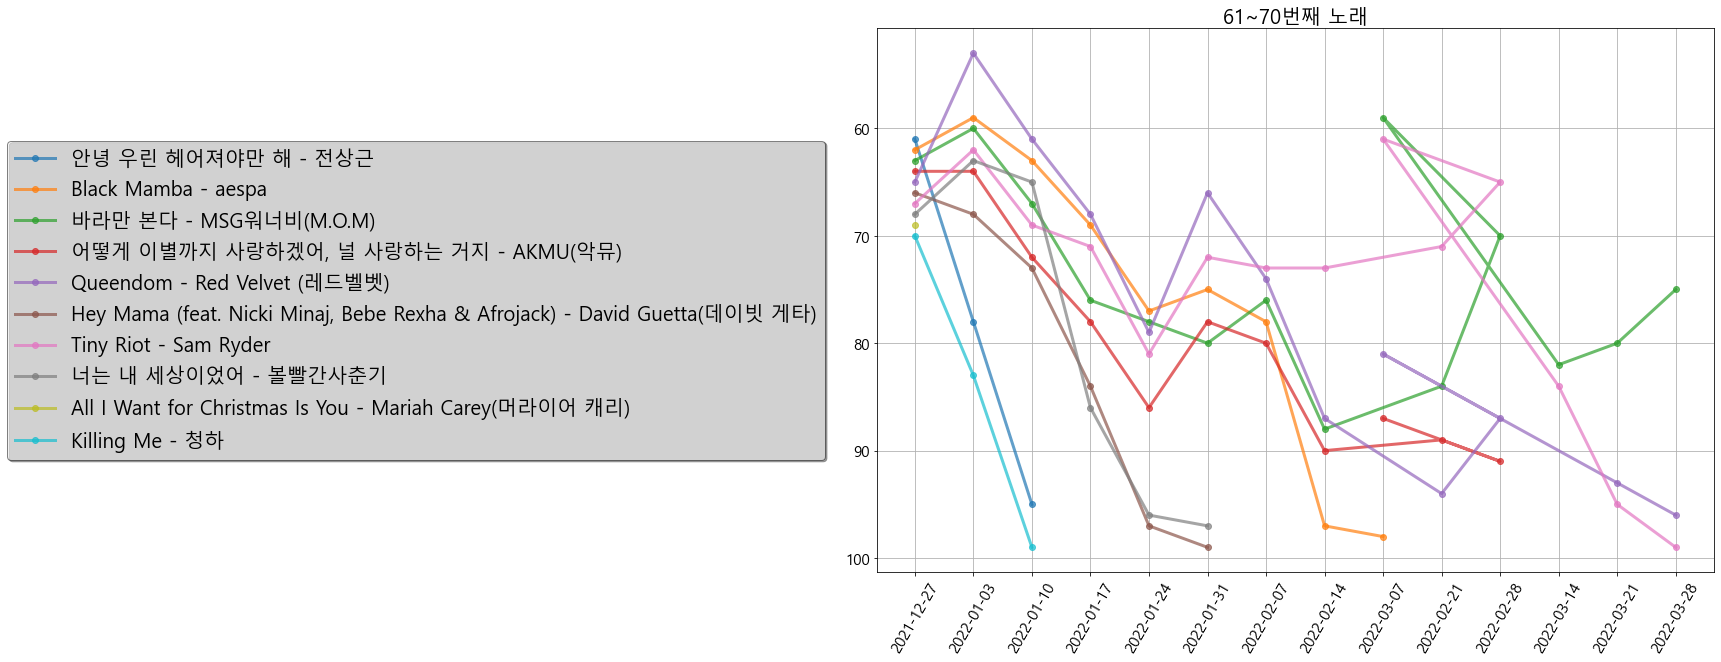 61~70번째 노래
안녕 우린 헤어져야만 해 - 전상근
Black Mamba - aespa
바라만 본다 - MSG워너비(M.O.M)
어떻게 이별까지 사랑하겠어, 널 사랑하는 거지 - AKMU(악뮤)
Queendom - Red Velvet (레드벨벳)
Hey Mama (feat. Nicki Minaj, Bebe Rexha & Afrojack) - David Guetta(데이빗 게타)
Tiny Riot - Sam Ryder
너는 내 세상이었어 - 볼빨간사춘기
All I Want for Christmas Is You - Mariah Carey(머라이어 캐리)
Killing Me - 청하
60
70
80
90
100
2021-12-27
2022-01-03
2022-01-10
2022-01-17
2022-01-24
2022-01-31
2022-02-07
2022-02-14
2022-03-07
2022-02-21
2022-02-28
2022-03-14
2022-03-21
2022-03-28